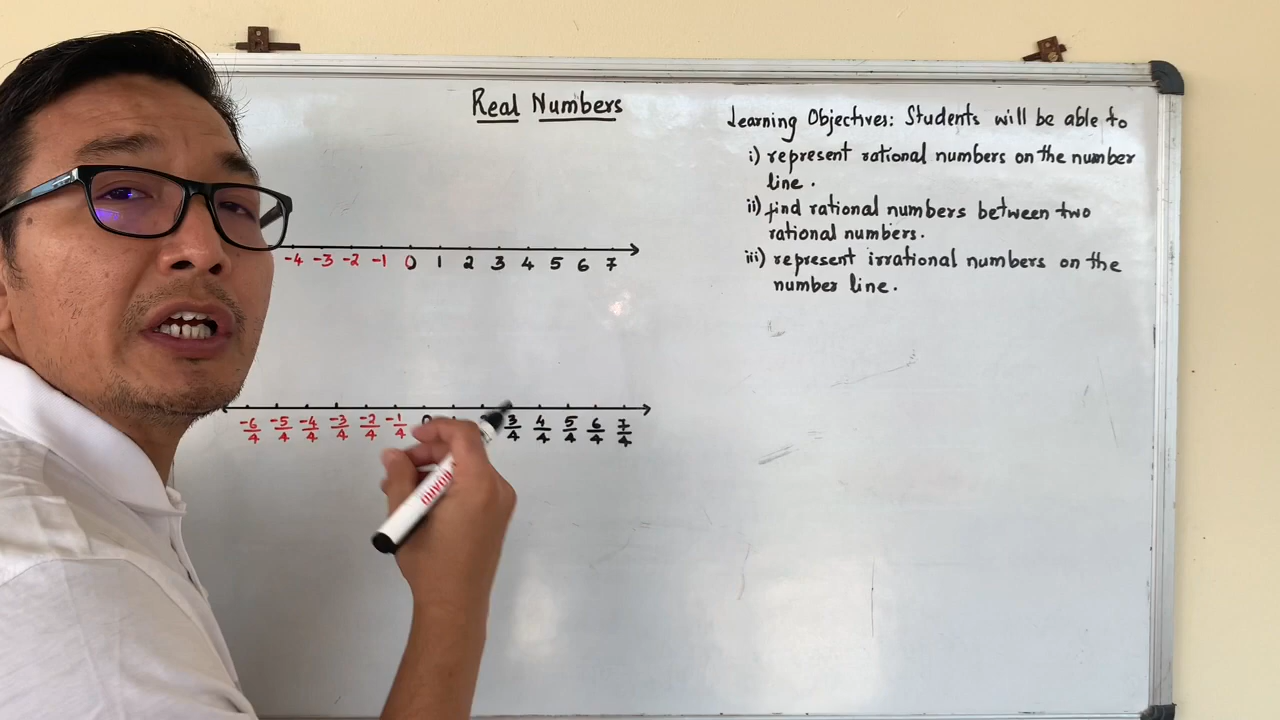 Real Numbers
Learning Objectives: Students will be able to
i) represent rational numbers on the number
line.
ii) find rational numbers between two
rational numbers.
iii) represent irrational numbers on the
number line.
-4 -3 -2 -1 0 1 2 3 4 5 6 7
-6/4 -5/4 -4/4 -3/4 -2/4 -1/4 3/4 4/4 5/4 6/4 7/4